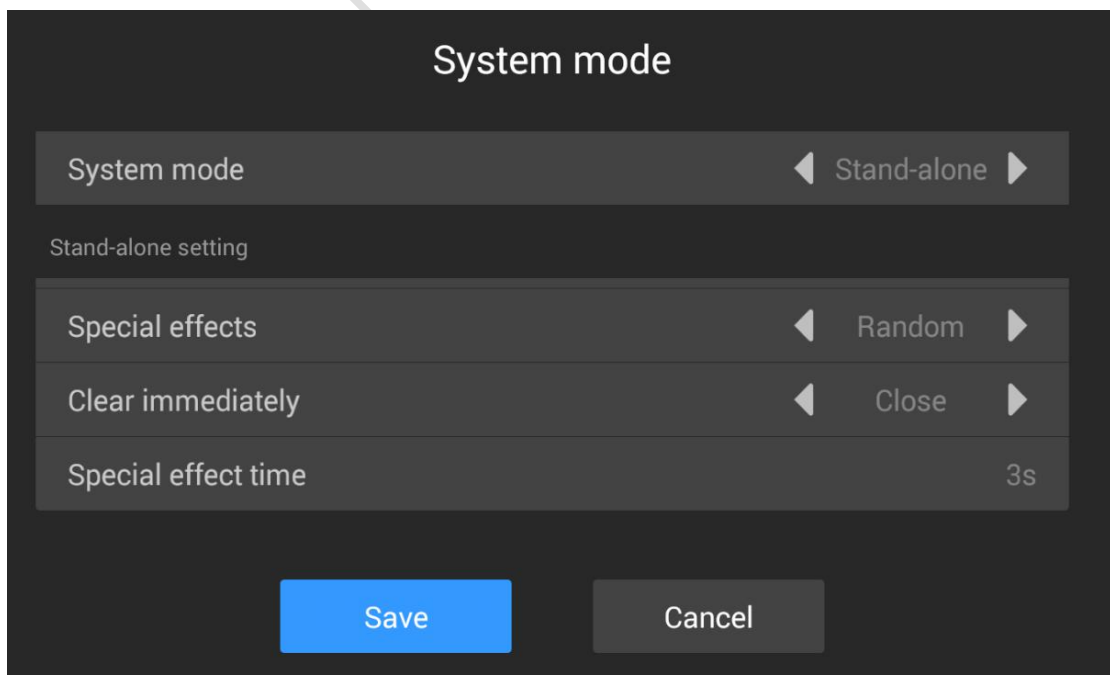 System mode
System mode Stand-alone
Stand-alone setting
Special effects Random
Clear immediately Close
Special effect time 3s
Save Cancel